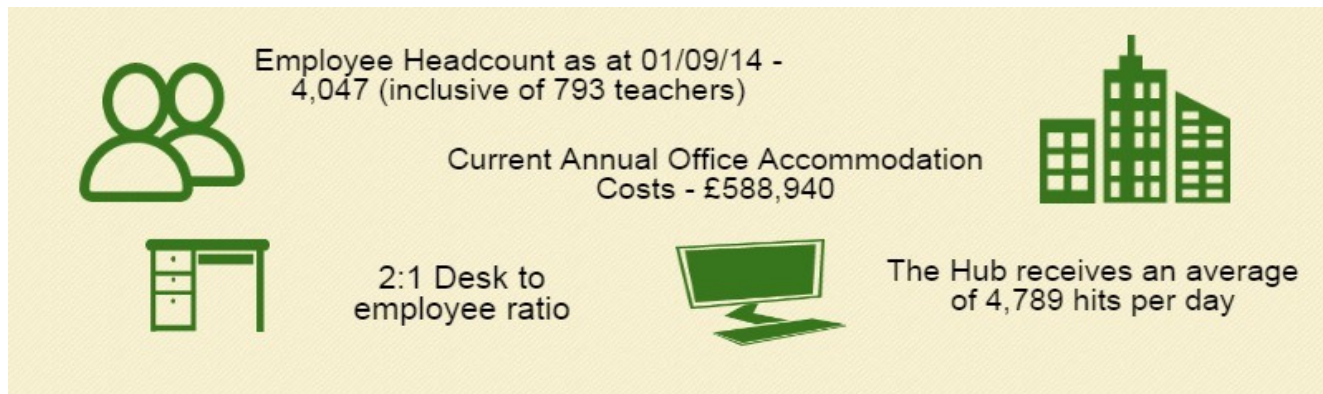 Employee Headcount as at 01/09/14 -
4,047 (inclusive of 793 teachers)
Current Annual Office Accommodation
Costs - £588,940
2:1 Desk to
employee ratio
The Hub receives an average
of 4,789 hits per day